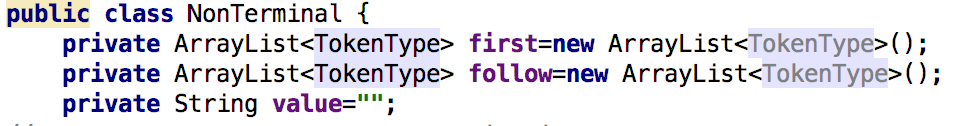 public class NonTerminal {
private ArrayList<TokenType> first=new ArrayList<TokenType>();
private ArrayList<TokenType> follow=new ArrayList<TokenType>();
private String value="";